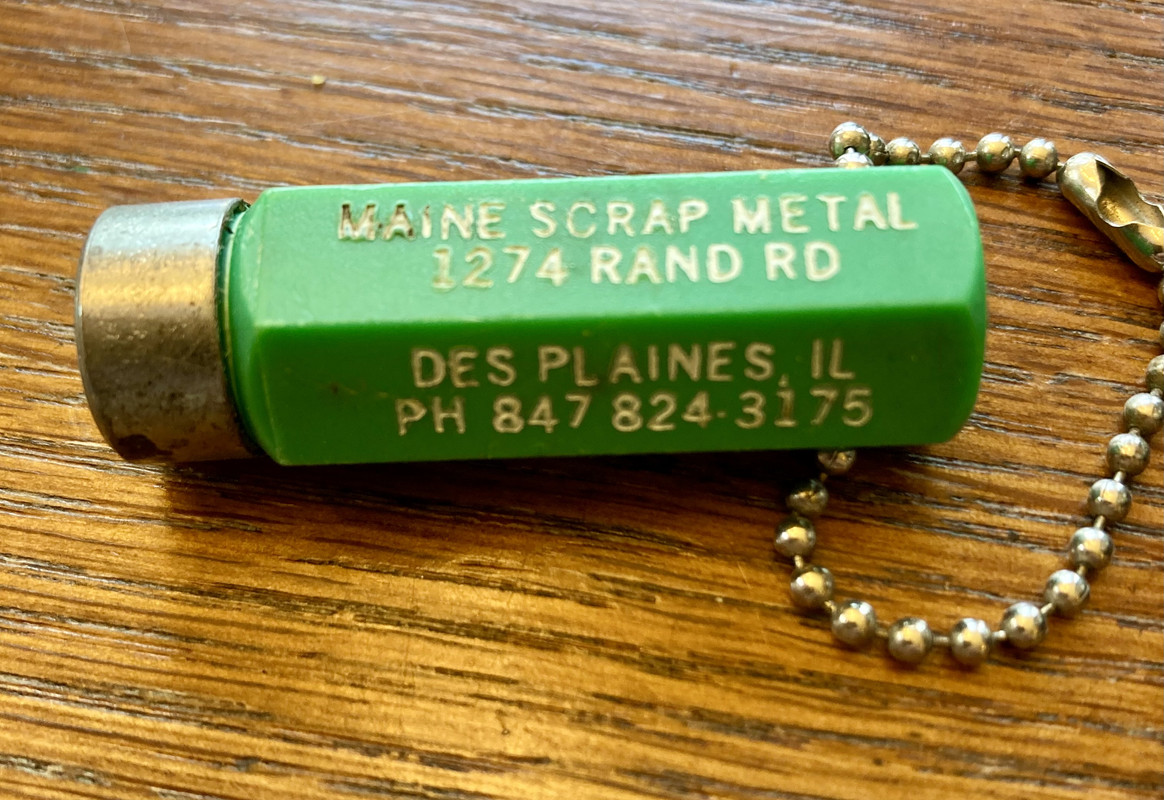 MAINE SCRAP METAL
1274 RAND RD
DES PLAINES, IL
PH 847 824-3175